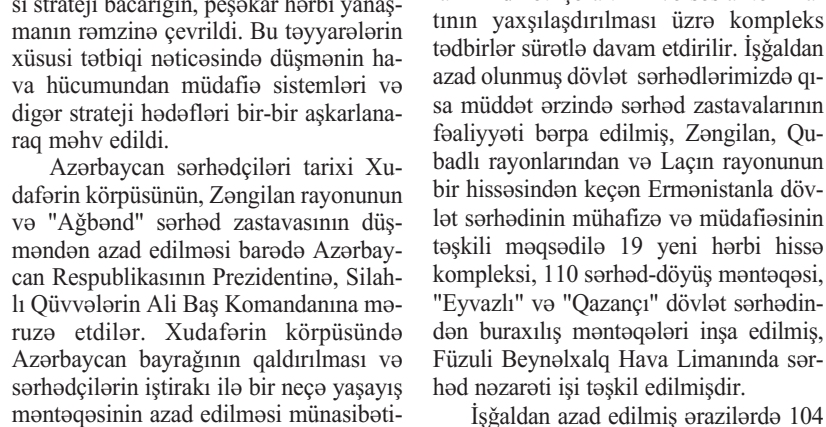 si strateji bacarığın, peşəkar hərbi yanaş-
manın rəmzinə çevrildi. Bu təyyarələrin
xüsusi tətbiqi nəticəsində düşmənin ha-
va hücumundan müdafiə sistemləri və
digər strateji hədəfləri bir-bir aşkarlana-
raq məhv edildi.
Azərbaycan sərhədçiləri tarixi Xu-
dafərin körpüsünün, Zəngilan rayonunun
və "Ağbənd" sərhəd zastavasının düş-
məndən azad edilməsi barədə Azərbay-
can Respublikasının Prezidentinə, Silah-
lı Qüvvələrin Ali Baş Komandanına mə-
ruzə etdilər. Xudafərin körpüsündə
Azərbaycan bayrağının qaldırılması və
sərhədçilərin iştirakı ilə bir neçə yaşayış
məntəqəsinin azad edilməsi münasibəti-
tının yaxşılaşdırılması üzrə kompleks
tədbirlər sürətlə davam etdirilir. İşğaldan
azad olunmuş dövlət sərhədlərimizdə qı-
sa müddət ərzində sərhəd zastavalarının
fəaliyyəti bərpa edilmiş, Zəngilan, Qu-
badlı rayonlarından və Laçın rayonunun
bir hissəsindən keçən Ermənistanla döv-
lət sərhədinin mühafizə və müdafiəsinin
təşkili məqsədilə 19 yeni hərbi hissə
kompleksi, 110 sərhəd-döyüş məntəqəsi,
"Eyvazlı" və "Qazançı" dövlət sərhədin-
dən buraxılış məntəqələri inşa edilmiş,
Füzuli Beynəlxalq Hava Limanında sər-
həd nəzarəti işi təşkil edilmişdir.
İşğaldan azad edilmiş ərazilərdə 104